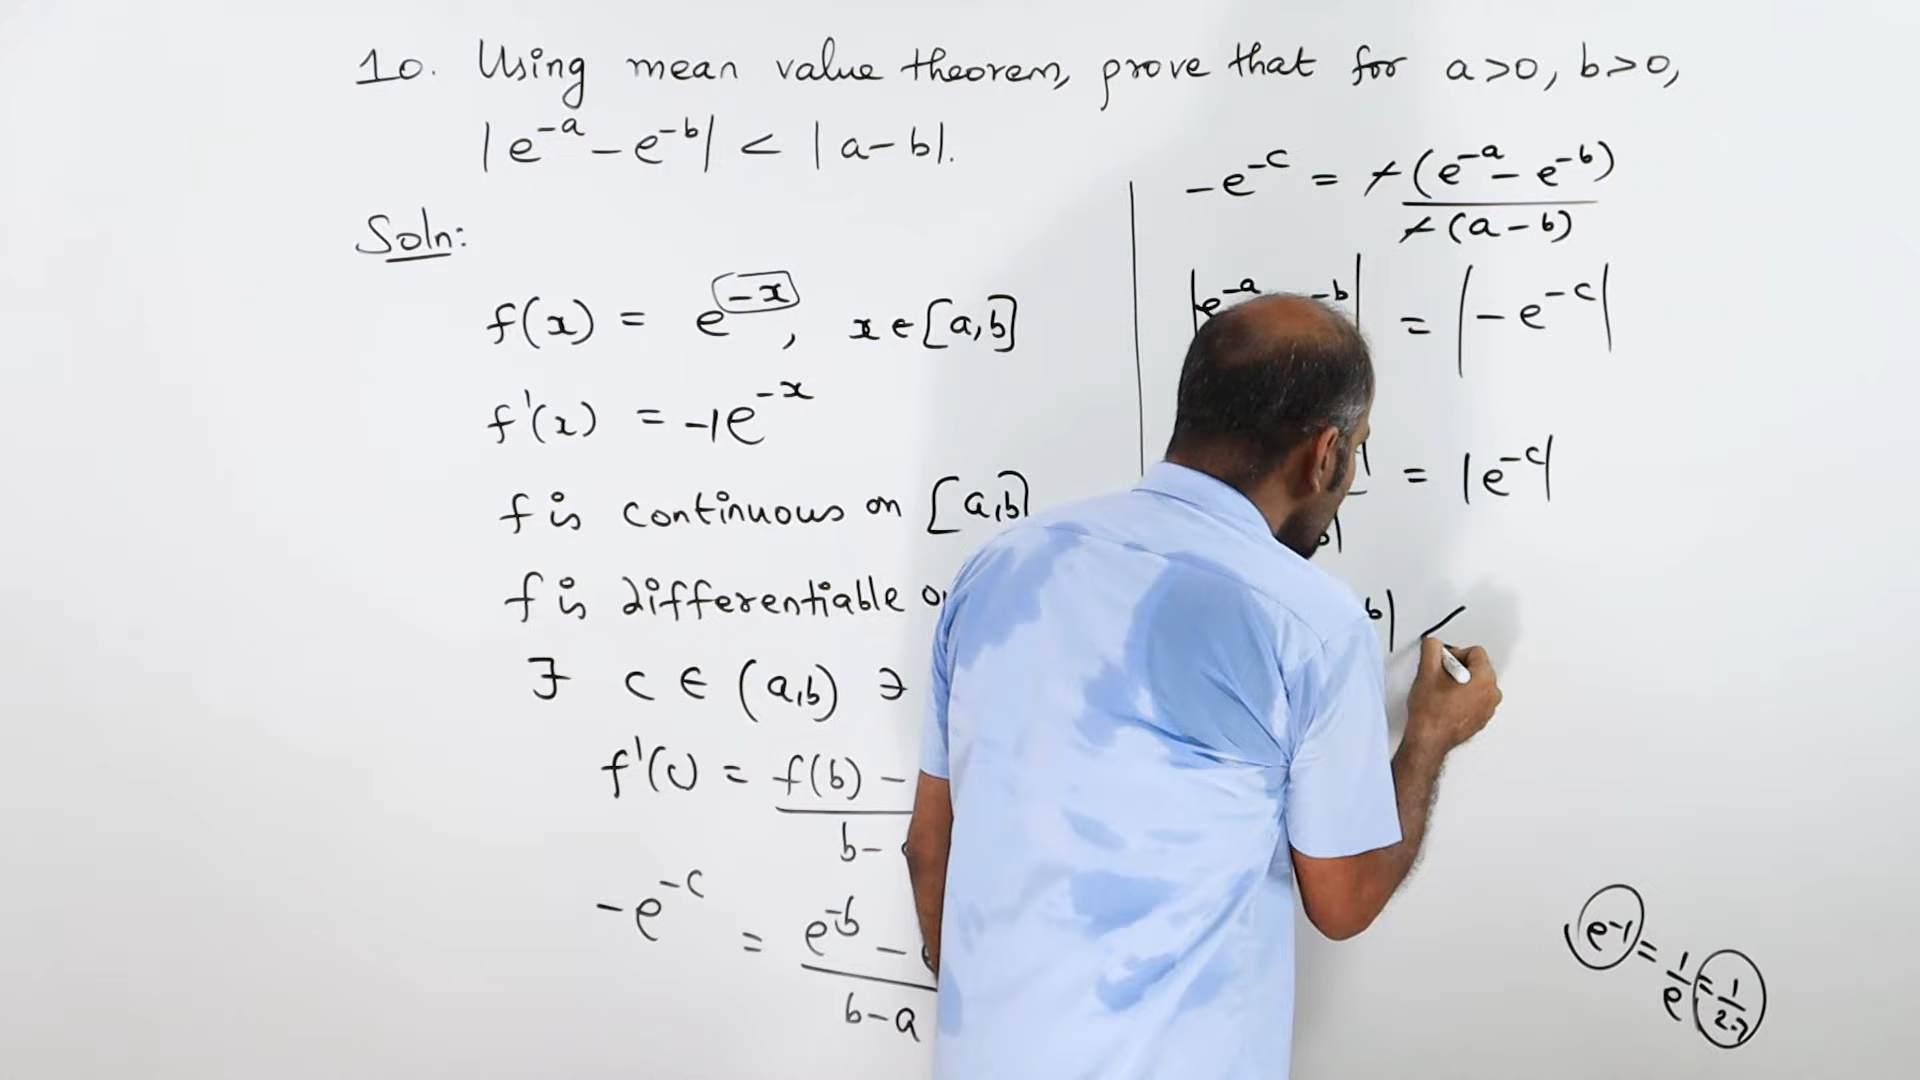 10. Using mean value theorem, prove that for a>0, b>0,
|e^{-a} - e^{-b}| < |a-b|.
Soln:
f(x) = e^{-x}, x ∈ [a,b]
f'(x) = -1e^{-x}
f is continuous on [a,b]
f is differentiable
∃ c ∈ (a,b) ∋
f'(c) = f(b) -
b-
-e^{-c} = e^{-b} -
b-a
-e^{-c} = -(e^{-a} - e^{-b})
-(a-b)
|e^{-a} -b| = |-e^{-c}|
| = |e^{-c}|
b|
b| <
e^{-1} = 1/e = 1/2.7